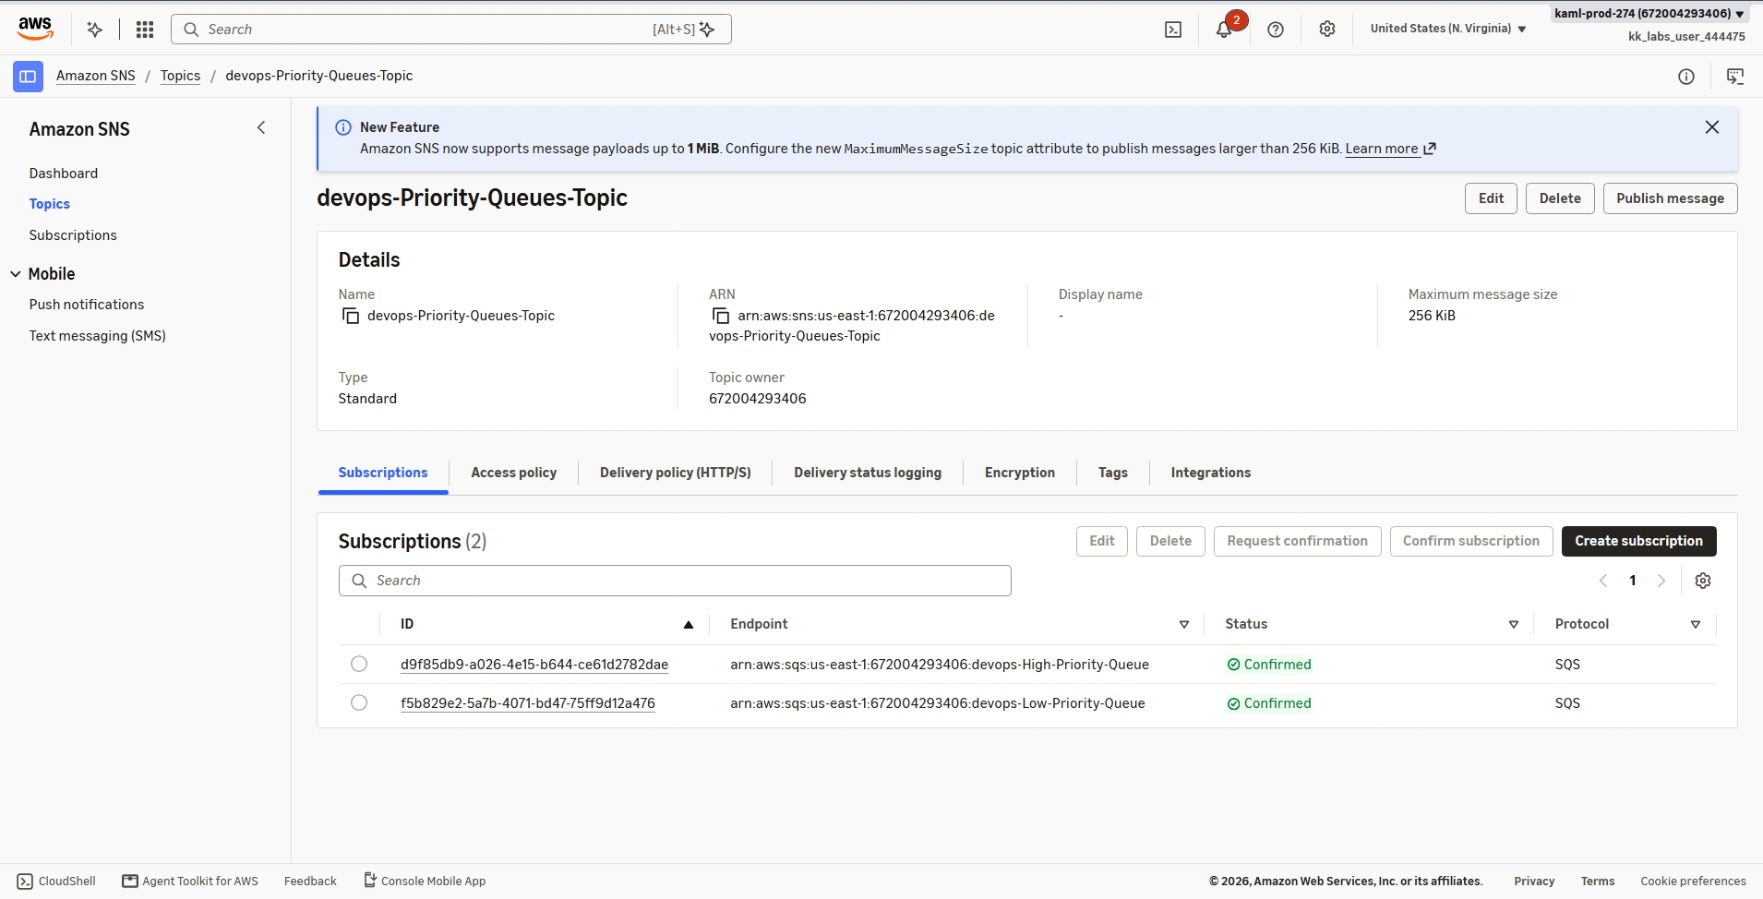 aws
Search [Alt+S]
2
United States (N. Virginia) ▼
kaml-prod-274 (672004293406) ▼
kk_labs_user_444475
Amazon SNS / Topics / devops-Priority-Queues-Topic
Amazon SNS
Dashboard
Topics
Subscriptions
Mobile
Push notifications
Text messaging (SMS)
New Feature
Amazon SNS now supports message payloads up to 1 MiB. Configure the new MaximumMessageSize topic attribute to publish messages larger than 256 KiB. Learn more
devops-Priority-Queues-Topic
Edit Delete Publish message
Details
Name
devops-Priority-Queues-Topic
ARN
arn:aws:sns:us-east-1:672004293406:de
vops-Priority-Queues-Topic
Display name
-
Maximum message size
256 KiB
Type
Standard
Topic owner
672004293406
Subscriptions Access policy Delivery policy (HTTP/S) Delivery status logging Encryption Tags Integrations
Subscriptions (2)
Edit Delete Request confirmation Confirm subscription Create subscription
Search
1
ID Endpoint Status Protocol
d9f85db9-a026-4e15-b644-ce61d2782dae arn:aws:sqs:us-east-1:672004293406:devops-High-Priority-Queue Confirmed SQS
f5b829e2-5a7b-4071-bd47-75ff9d12a476 arn:aws:sqs:us-east-1:672004293406:devops-Low-Priority-Queue Confirmed SQS
CloudShell Agent Toolkit for AWS Feedback Console Mobile App
© 2026, Amazon Web Services, Inc. or its affiliates. Privacy Terms Cookie preferences